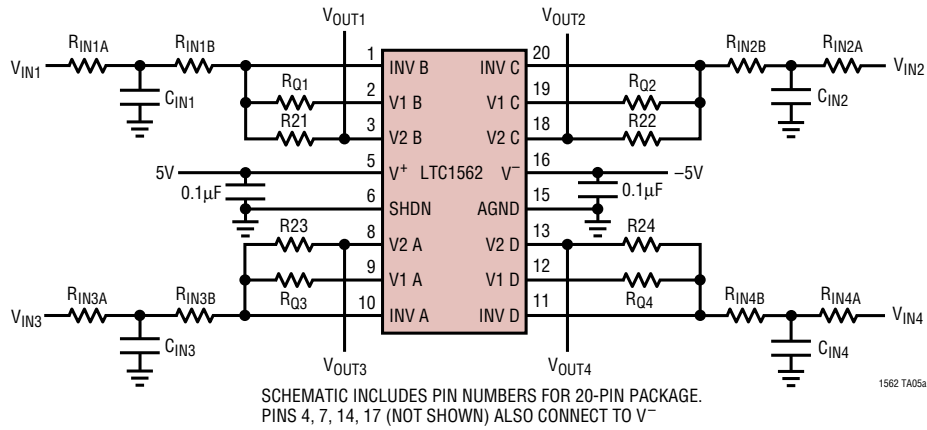 VOUT1 VOUT2
RIN1A RIN1B 1 20 RIN2B RIN2A
VIN1 INV B INV C VIN2
RQ1 2 19 RQ2
CIN1 V1 B V1 C CIN2
R21 3 18 R22
V2 B V2 C
5V 5 V+ LTC1562 V– 16 –5V
0.1µF 6 15 0.1µF
SHDN AGND
R23 8 13 R24
V2 A V2 D
9 12
V1 A V1 D
RIN3A RIN3B RQ3 10 11 RQ4 RIN4B RIN4A
VIN3 INV A INV D VIN4
CIN3 CIN4
VOUT3 VOUT4
1562 TA05a
SCHEMATIC INCLUDES PIN NUMBERS FOR 20-PIN PACKAGE.
PINS 4, 7, 14, 17 (NOT SHOWN) ALSO CONNECT TO V–